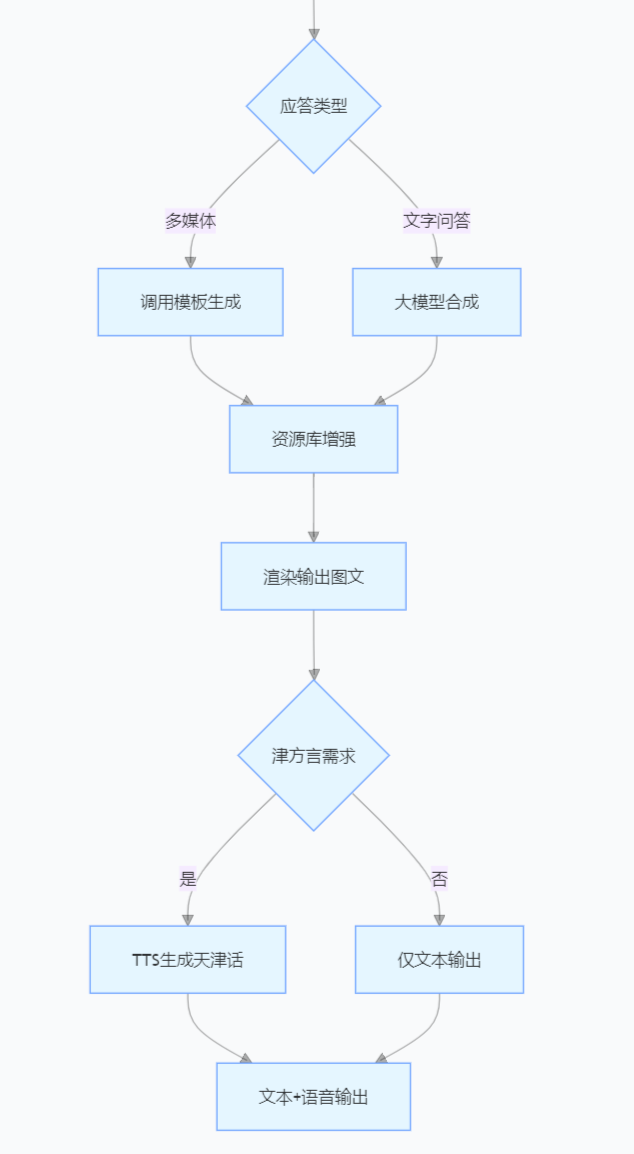 应答类型
多媒体
文字问答
调用模板生成
大模型合成
资源库增强
渲染输出图文
津方言需求
是
否
TTS生成天津话
仅文本输出
文本+语音输出